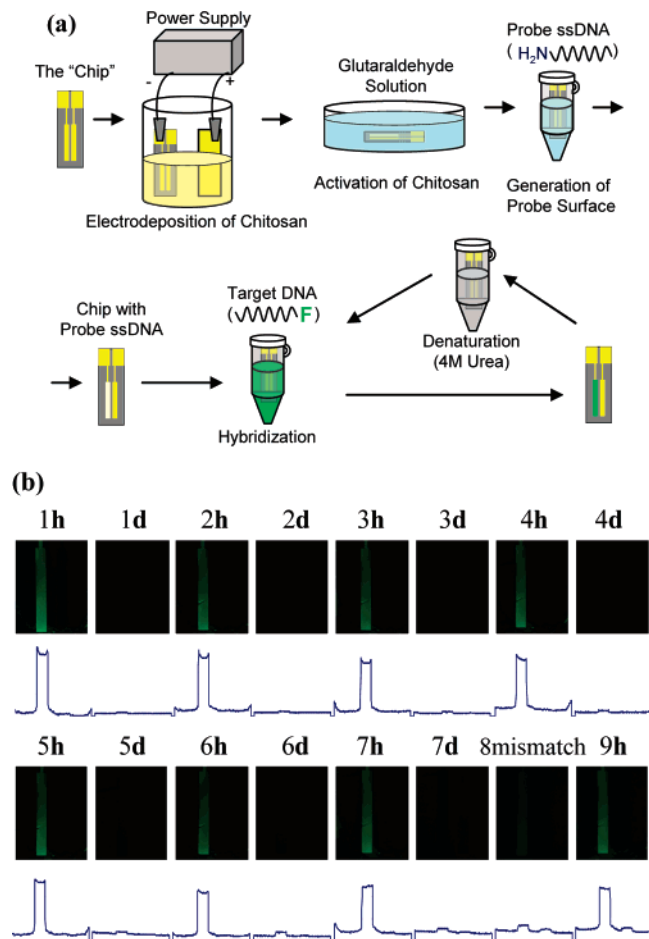 (a)
Power Supply
- +
The "Chip"
Electrodeposition of Chitosan
Glutaraldehyde
Solution
Activation of Chitosan
Probe ssDNA
( H₂N )
Generation of
Probe Surface
Chip with
Probe ssDNA
Target DNA
( F )
Hybridization
Denaturation
(4M Urea)
(b)
1h 1d 2h 2d 3h 3d 4h 4d
5h 5d 6h 6d 7h 7d 8mismatch 9h